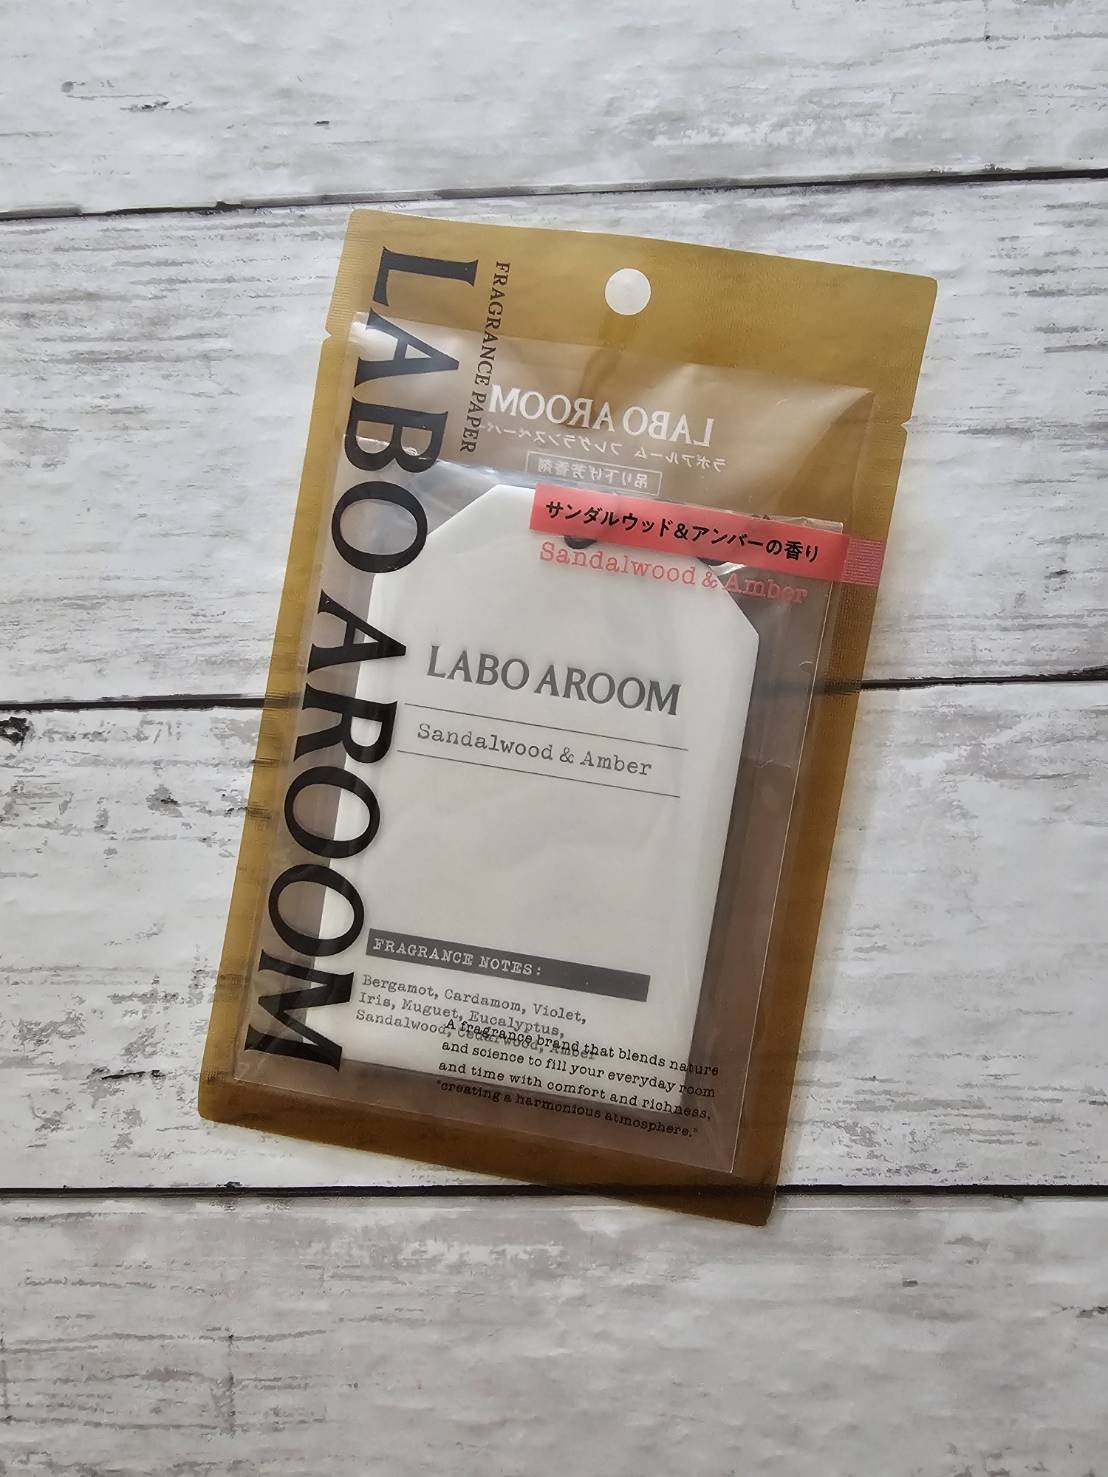 LABO AROOM
FRAGRANCE PAPER
LABO AROOM
ラボアルーム フレグランスペーパー
吊り下げ芳香剤
サンダルウッド&アンバーの香り
Sandalwood & Amber
LABO AROOM
Sandalwood & Amber
FRAGRANCE NOTES:
Bergamot, Cardamom, Violet,
Iris, Muguet, Eucalyptus,
Sandalwood, Cedarwood, Amber
A fragrance brand that blends nature
and science to fill your everyday room
and time with comfort and richness,
"creating a harmonious atmosphere."